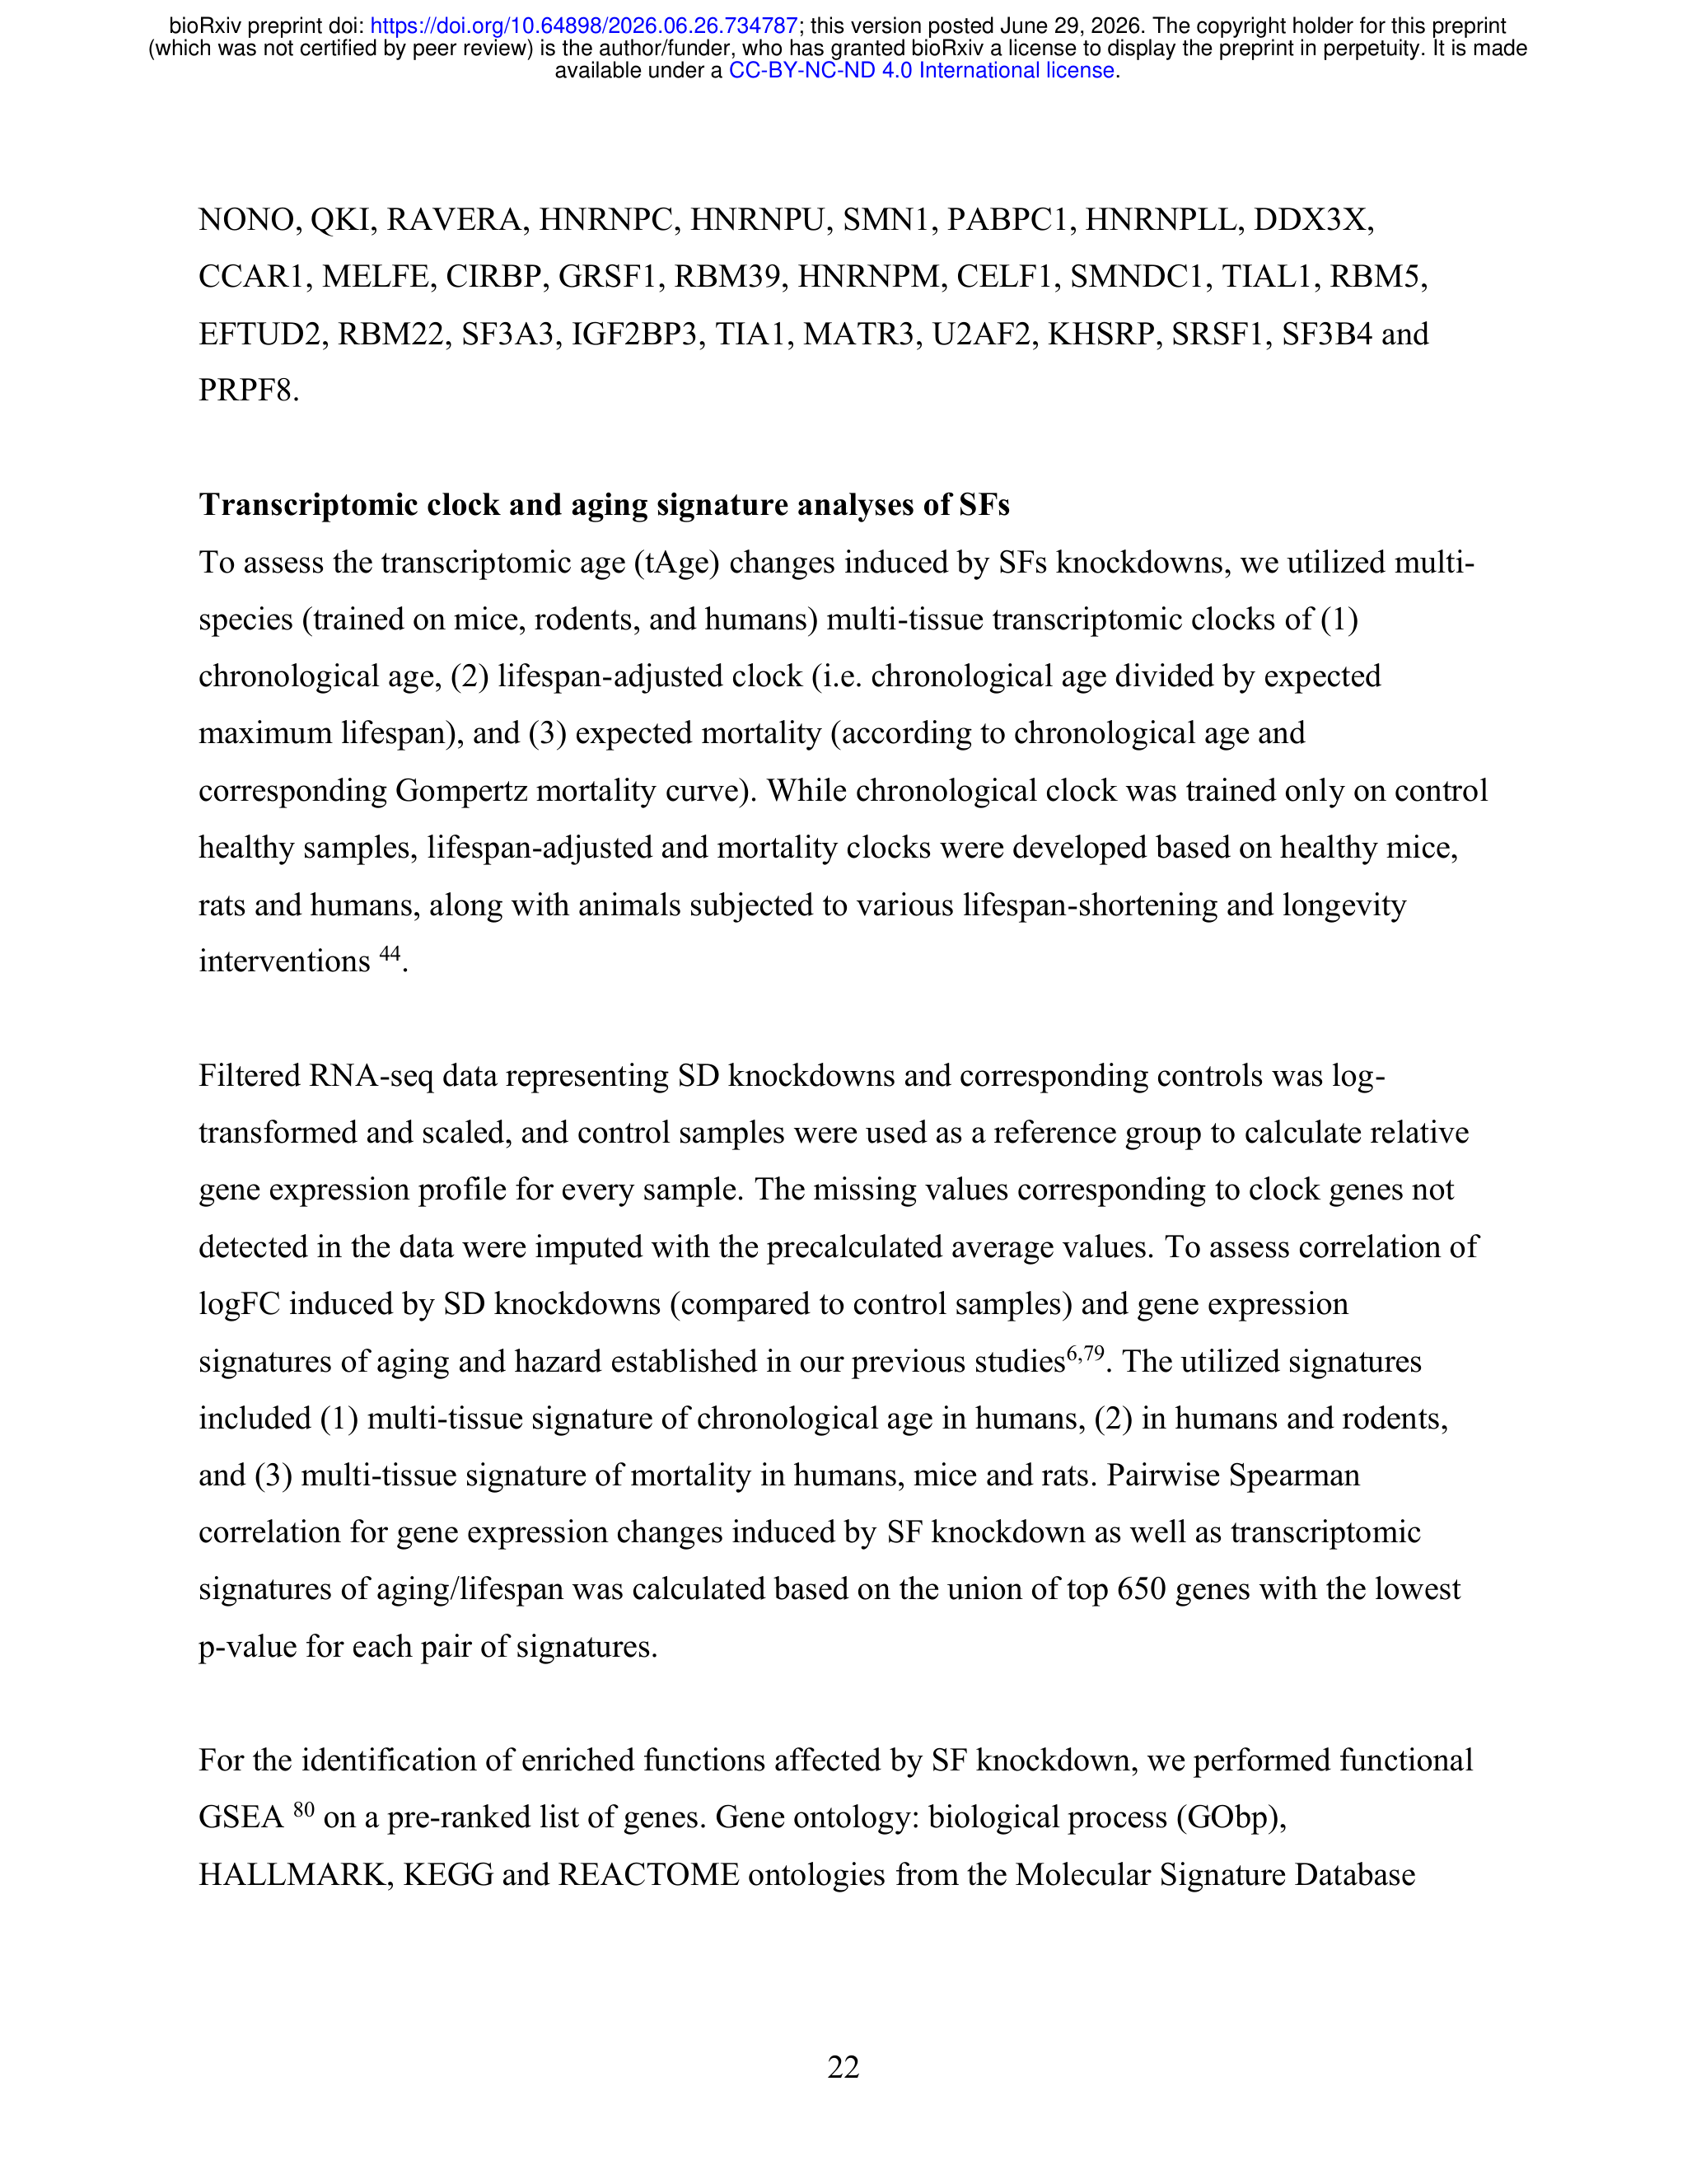 bioRxiv preprint doi: https://doi.org/10.64898/2026.06.26.734787; this version posted June 29, 2026. The copyright holder for this preprint
(which was not certified by peer review) is the author/funder, who has granted bioRxiv a license to display the preprint in perpetuity. It is made
available under a CC-BY-NC-ND 4.0 International license.
NONO, QKI, RAVERA, HNRNPC, HNRNPU, SMN1, PABPC1, HNRNPLL, DDX3X,
CCAR1, MELFE, CIRBP, GRSF1, RBM39, HNRNPM, CELF1, SMNDC1, TIAL1, RBM5,
EFTUD2, RBM22, SF3A3, IGF2BP3, TIA1, MATR3, U2AF2, KHSRP, SRSF1, SF3B4 and
PRPF8.
Transcriptomic clock and aging signature analyses of SFs
To assess the transcriptomic age (tAge) changes induced by SFs knockdowns, we utilized multi-
species (trained on mice, rodents, and humans) multi-tissue transcriptomic clocks of (1)
chronological age, (2) lifespan-adjusted clock (i.e. chronological age divided by expected
maximum lifespan), and (3) expected mortality (according to chronological age and
corresponding Gompertz mortality curve). While chronological clock was trained only on control
healthy samples, lifespan-adjusted and mortality clocks were developed based on healthy mice,
rats and humans, along with animals subjected to various lifespan-shortening and longevity
interventions 44.
Filtered RNA-seq data representing SD knockdowns and corresponding controls was log-
transformed and scaled, and control samples were used as a reference group to calculate relative
gene expression profile for every sample. The missing values corresponding to clock genes not
detected in the data were imputed with the precalculated average values. To assess correlation of
logFC induced by SD knockdowns (compared to control samples) and gene expression
signatures of aging and hazard established in our previous studies6,79. The utilized signatures
included (1) multi-tissue signature of chronological age in humans, (2) in humans and rodents,
and (3) multi-tissue signature of mortality in humans, mice and rats. Pairwise Spearman
correlation for gene expression changes induced by SF knockdown as well as transcriptomic
signatures of aging/lifespan was calculated based on the union of top 650 genes with the lowest
p-value for each pair of signatures.
For the identification of enriched functions affected by SF knockdown, we performed functional
GSEA 80 on a pre-ranked list of genes. Gene ontology: biological process (GObp),
HALLMARK, KEGG and REACTOME ontologies from the Molecular Signature Database
22